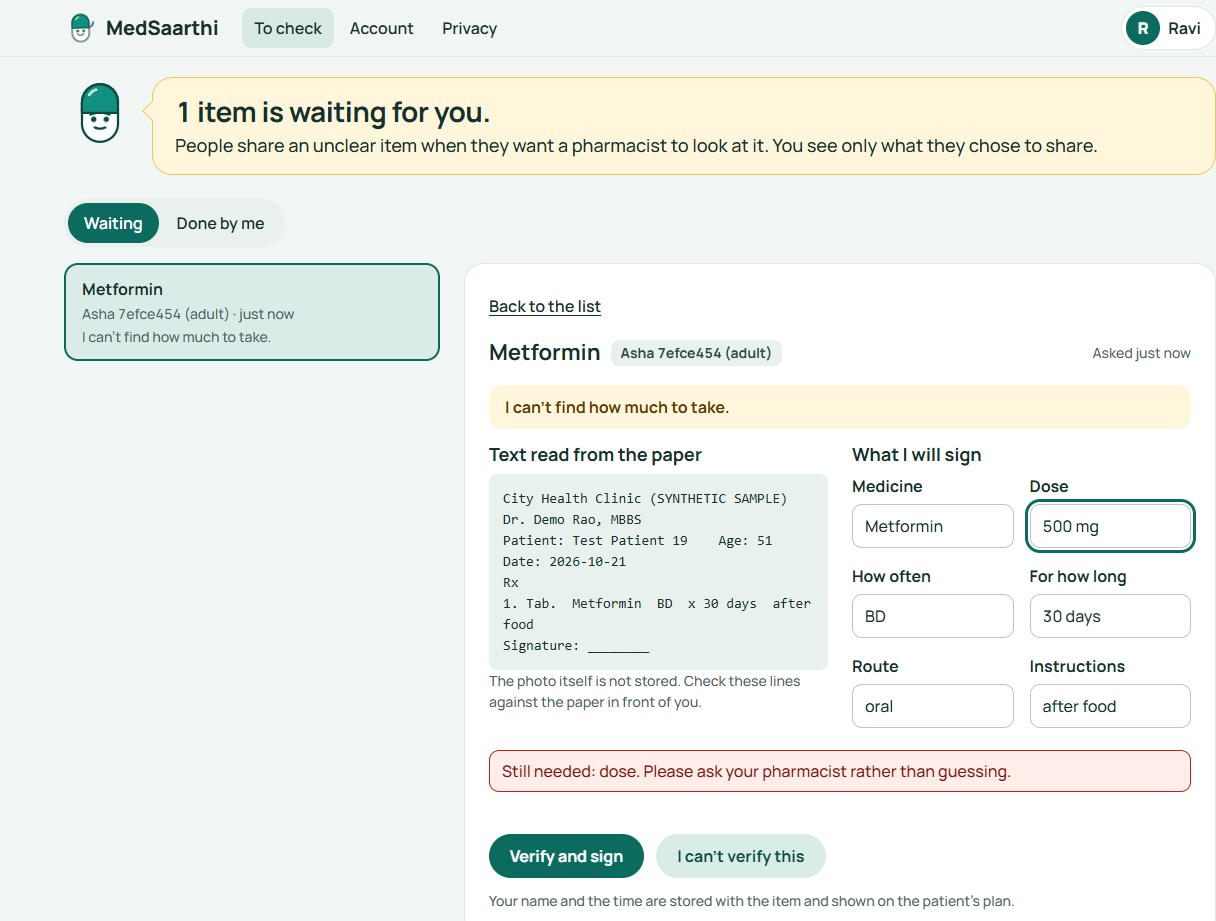 MedSaarthi To check Account Privacy R Ravi
1 item is waiting for you.
People share an unclear item when they want a pharmacist to look at it. You see only what they chose to share.
Waiting Done by me
Metformin
Asha 7efce454 (adult) · just now
I can't find how much to take.
Back to the list
Metformin Asha 7efce454 (adult) Asked just now
I can't find how much to take.
Text read from the paper
City Health Clinic (SYNTHETIC SAMPLE)
Dr. Demo Rao, MBBS
Patient: Test Patient 19 Age: 51
Date: 2026-10-21
Rx
1. Tab. Metformin BD x 30 days after
food
Signature: ________
The photo itself is not stored. Check these lines
against the paper in front of you.
What I will sign
Medicine Dose
Metformin 500 mg
How often For how long
BD 30 days
Route Instructions
oral after food
Still needed: dose. Please ask your pharmacist rather than guessing.
Verify and sign I can't verify this
Your name and the time are stored with the item and shown on the patient's plan.